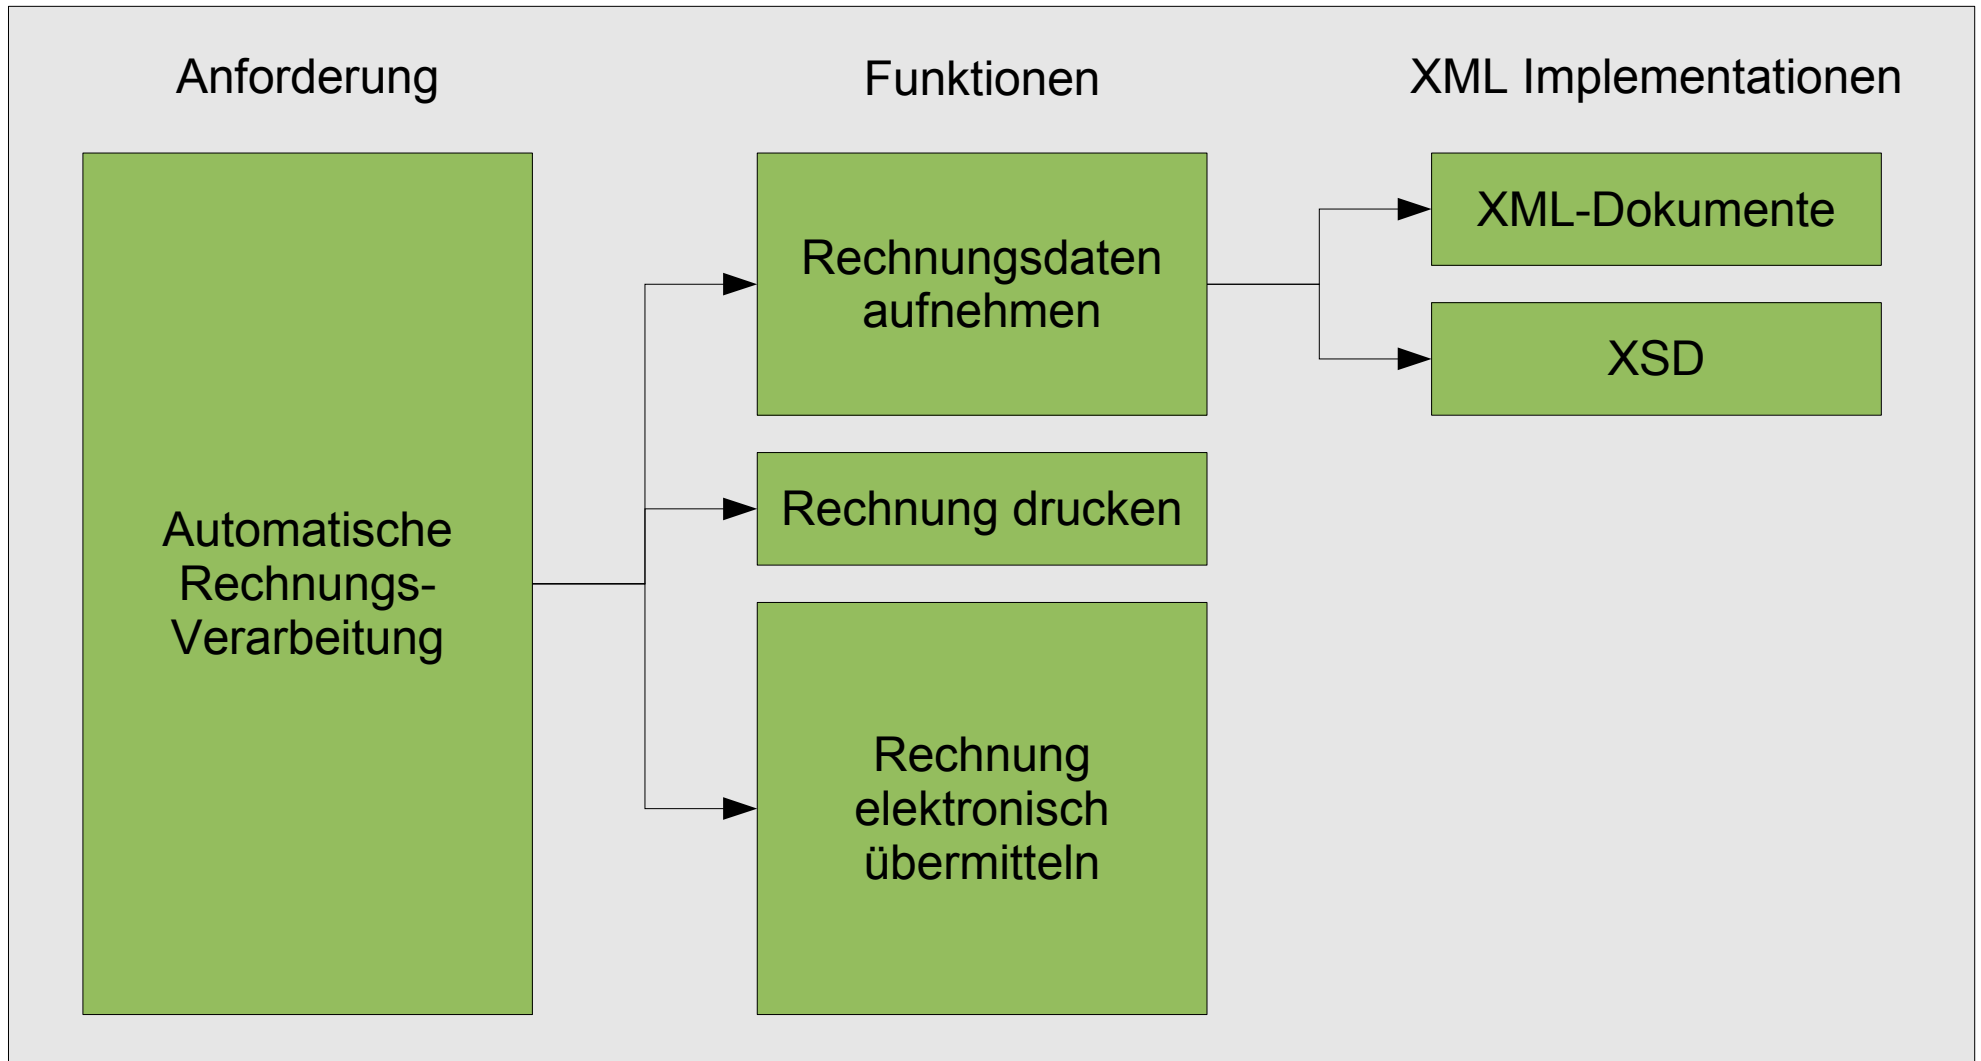 Anforderung
Funktionen
XML Implementationen
Automatische
Rechnungs-
Verarbeitung
Rechnungsdaten
aufnehmen
Rechnung drucken
Rechnung
elektronisch
übermitteln
XML-Dokumente
XSD